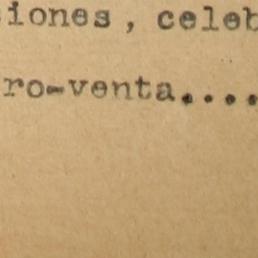 iones, celeb
ro-venta....